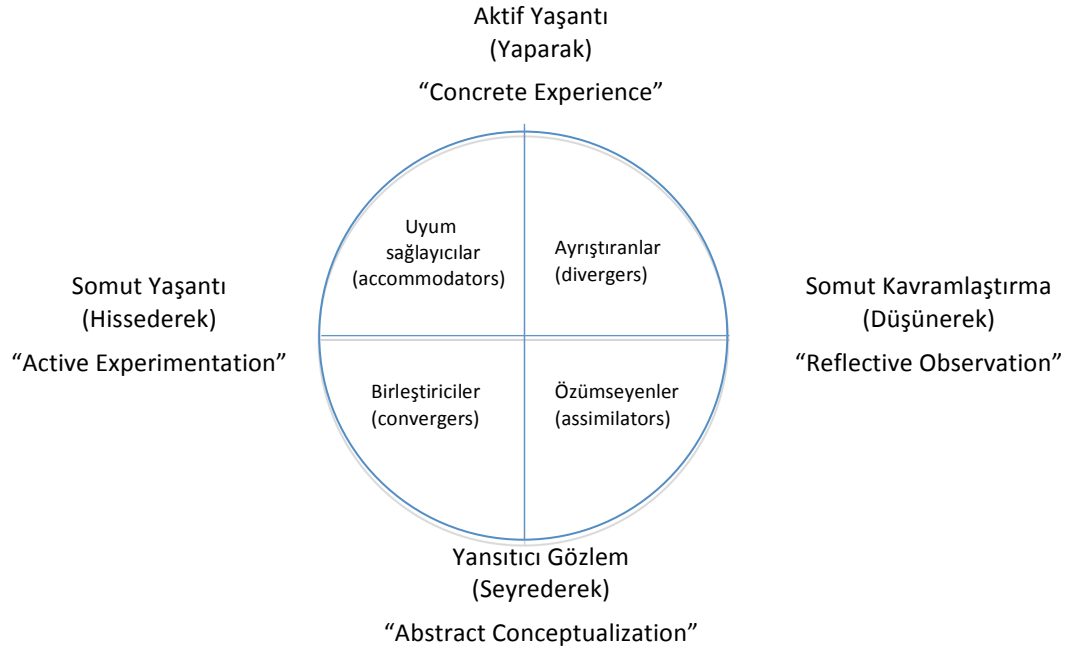 Aktif Yaşantı
(Yaparak)
“Concrete Experience”
Uyum
sağlayıcılar
(accommodators)
Ayrıştıranlar
(divergers)
Somut Yaşantı
(Hissederek)
“Active Experimentation”
Somut Kavramlaştırma
(Düşünerek)
“Reflective Observation”
Birleştiriciler
(convergers)
Özümseyenler
(assimilators)
Yansıtıcı Gözlem
(Seyrederek)
“Abstract Conceptualization”